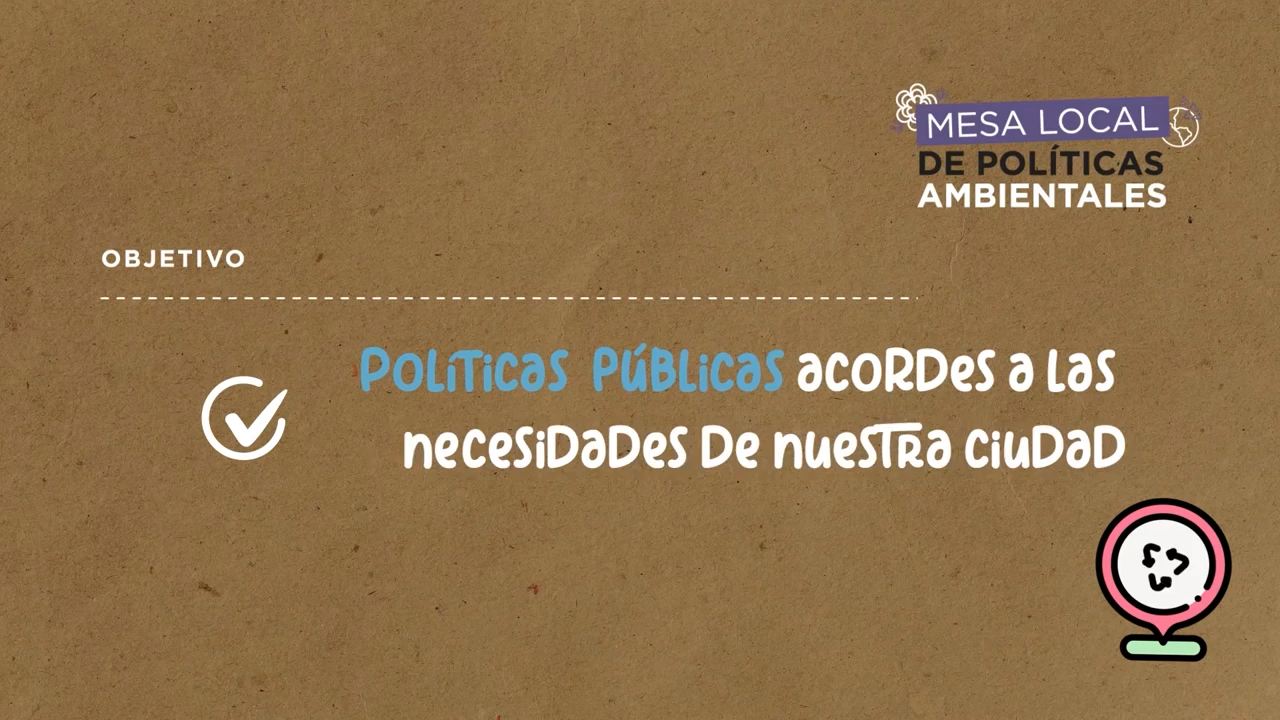 MESA LOCAL
DE POLÍTICAS
AMBIENTALES
OBJETIVO
POLÍTICAS PÚBLICAS acordes a las
necesidades de nuestra ciudad